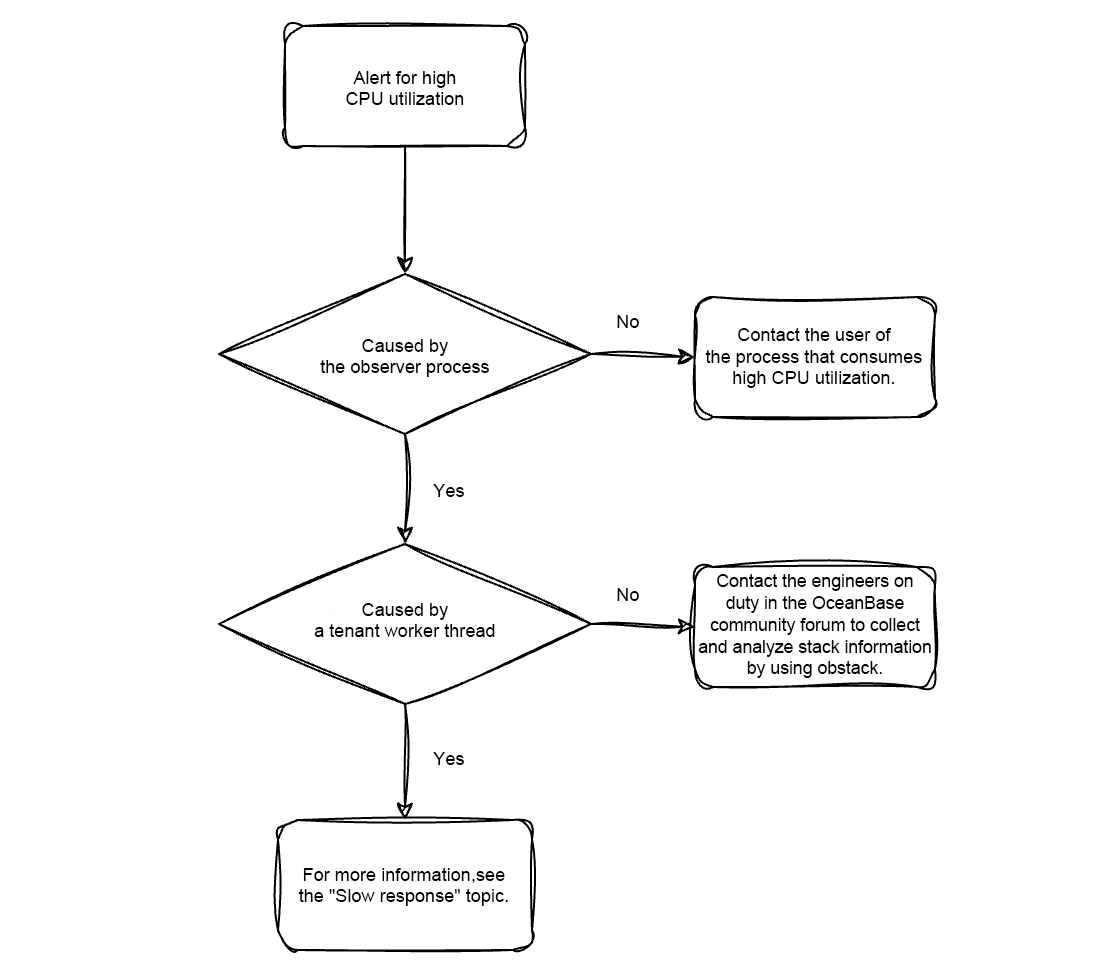 Alert for high
CPU utilization
Caused by
the observer process
No
Contact the user of
the process that consumes
high CPU utilization.
Yes
Caused by
a tenant worker thread
No
Contact the engineers on
duty in the OceanBase
community forum to collect
and analyze stack information
by using obstack.
Yes
For more information,see
the "Slow response" topic.